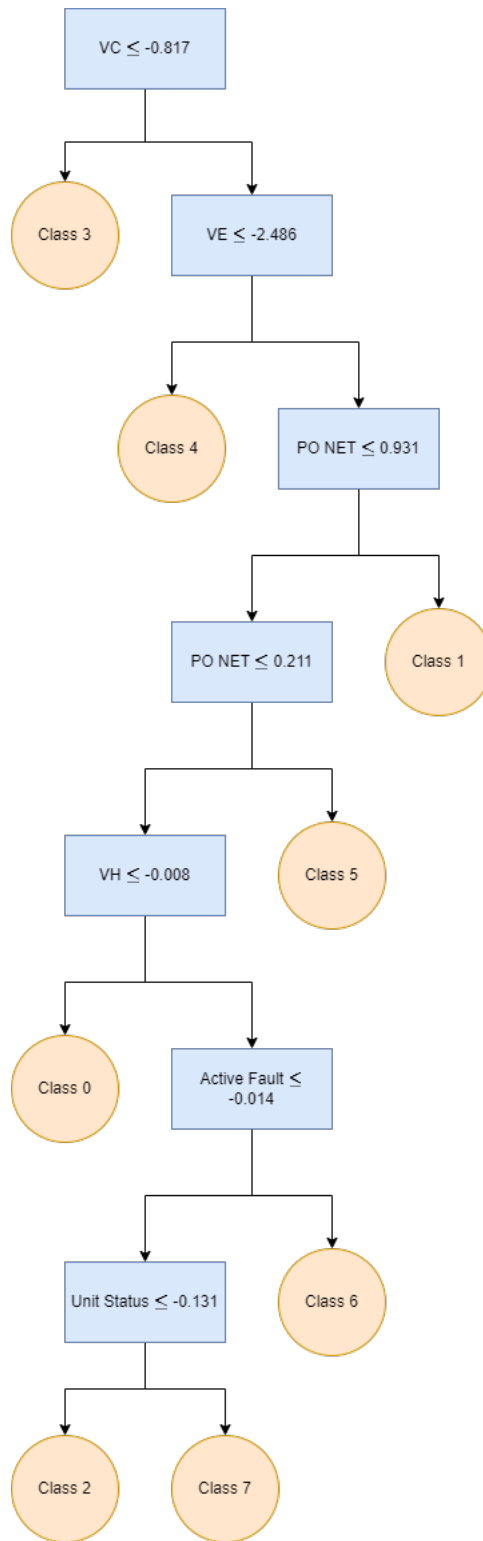 VC ≤ -0.817
Class 3
VE ≤ -2.486
Class 4
PO NET ≤ 0.931
PO NET ≤ 0.211
Class 1
VH ≤ -0.008
Class 5
Class 0
Active Fault ≤
-0.014
Unit Status ≤ -0.131
Class 6
Class 2
Class 7